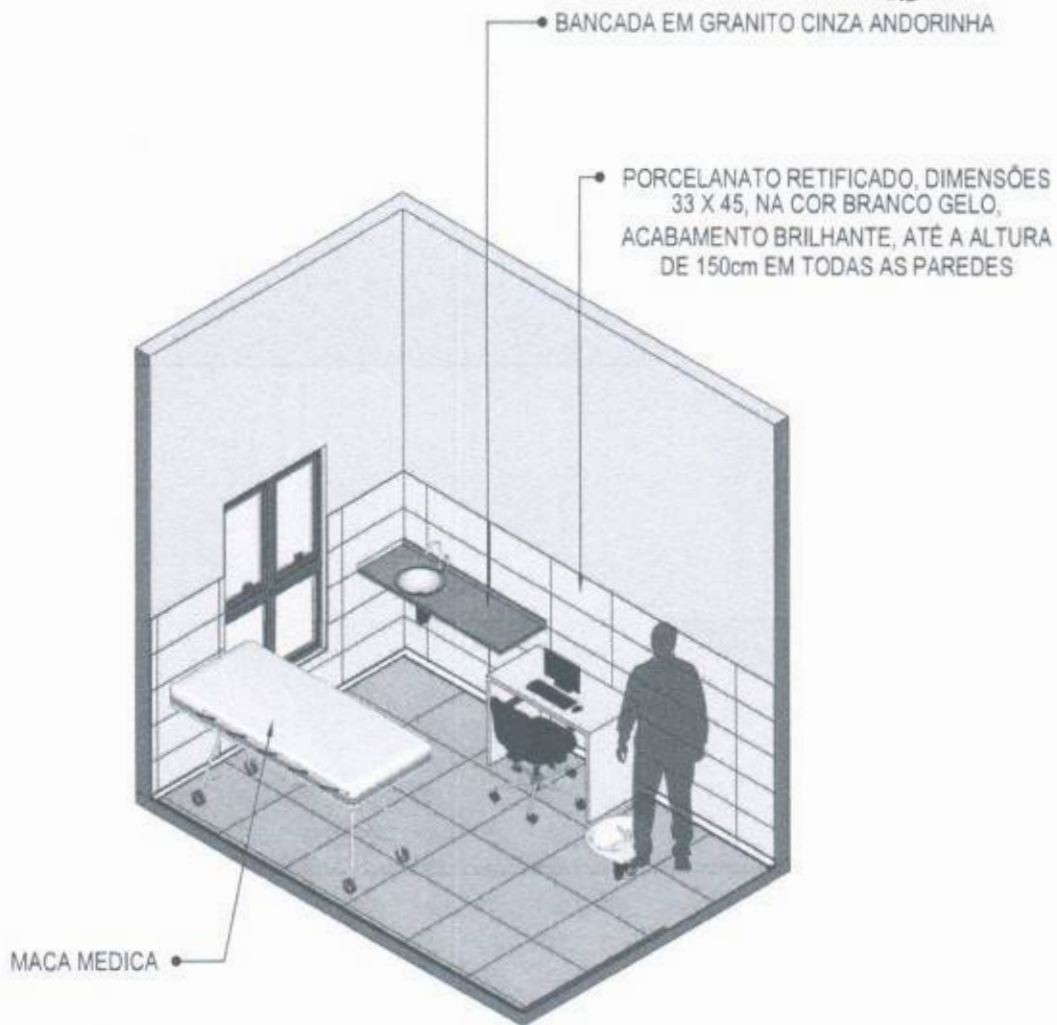 BANCADA EM GRANITO CINZA ANDORINHA
PORCELANATO RETIFICADO, DIMENSÕES
33 X 45, NA COR BRANCO GELO,
ACABAMENTO BRILHANTE, ATÉ A ALTURA
DE 150cm EM TODAS AS PAREDES
MACA MEDICA